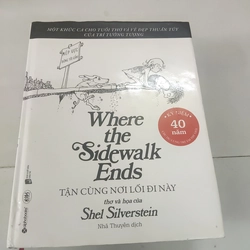 MỘT KHÚC CA CHO TUỔI THƠ VÀ VẺ ĐẸP THUẦN TÚY
CỦA TRÍ TƯỞNG TƯỢNG
Where the
Sidewalk
Ends
40
năm
TẬN CÙNG NƠI LỐI ĐI NÀY
thơ và họa của
Shel Silverstein
Nhã Thuyên dịch